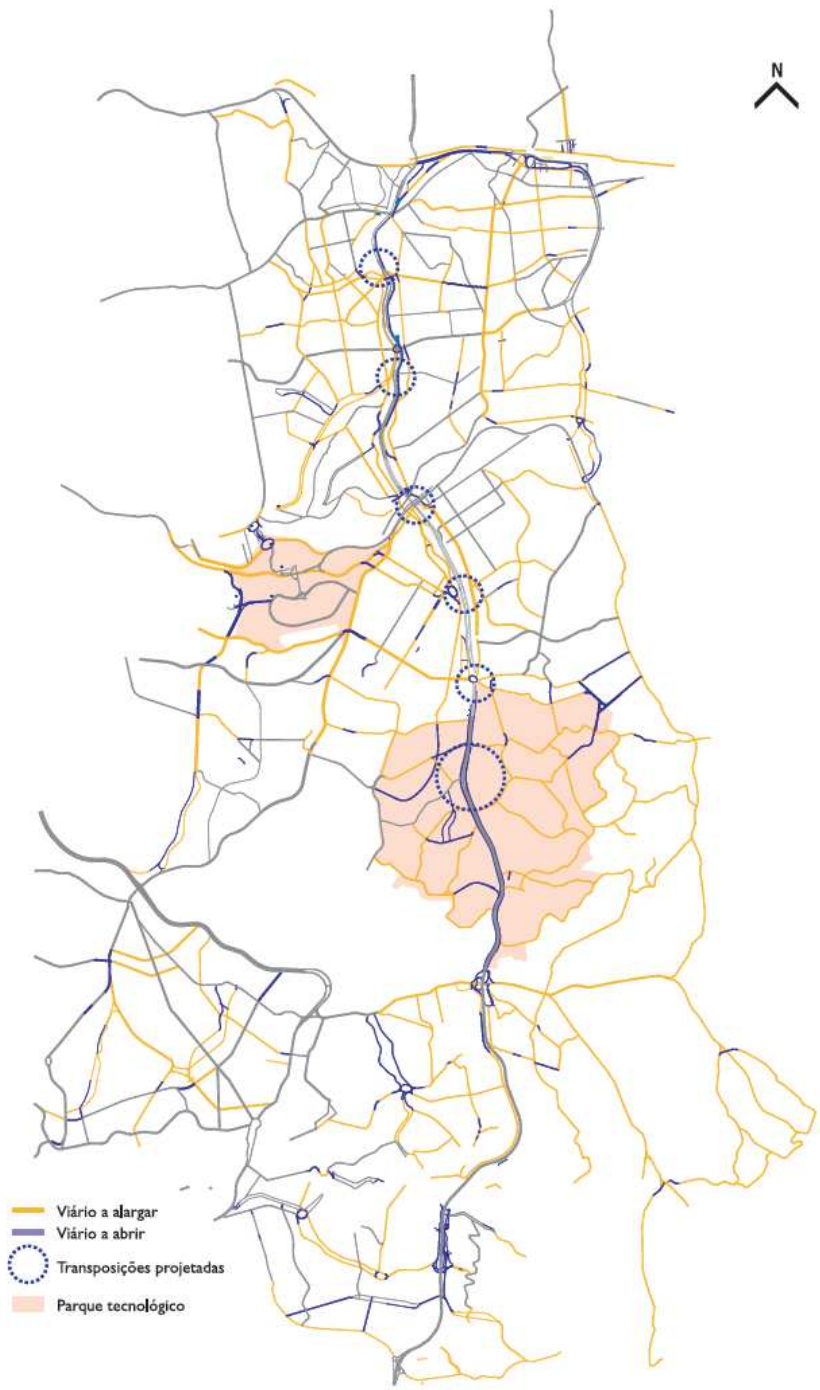 N
Viário a alargar
Viário a abrir
Transposições projetadas
Parque tecnológico